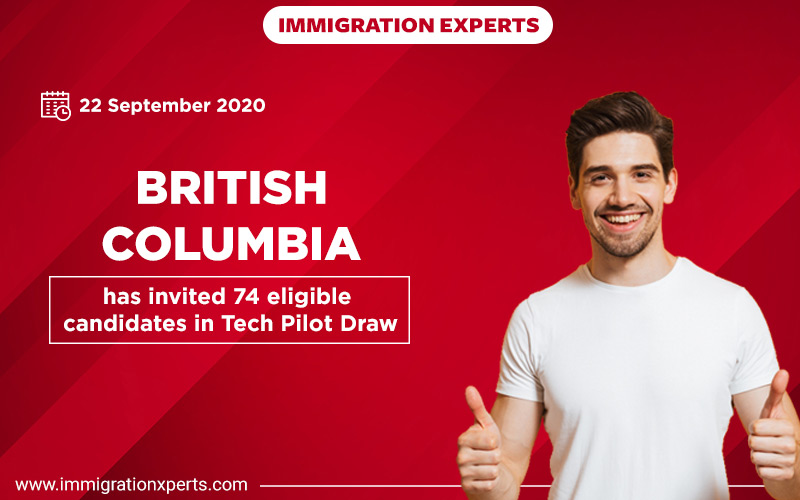 IMMIGRATION EXPERTS
22 September 2020
BRITISH
COLUMBIA
has invited 74 eligible
candidates in Tech Pilot Draw
www.immigrationxperts.com